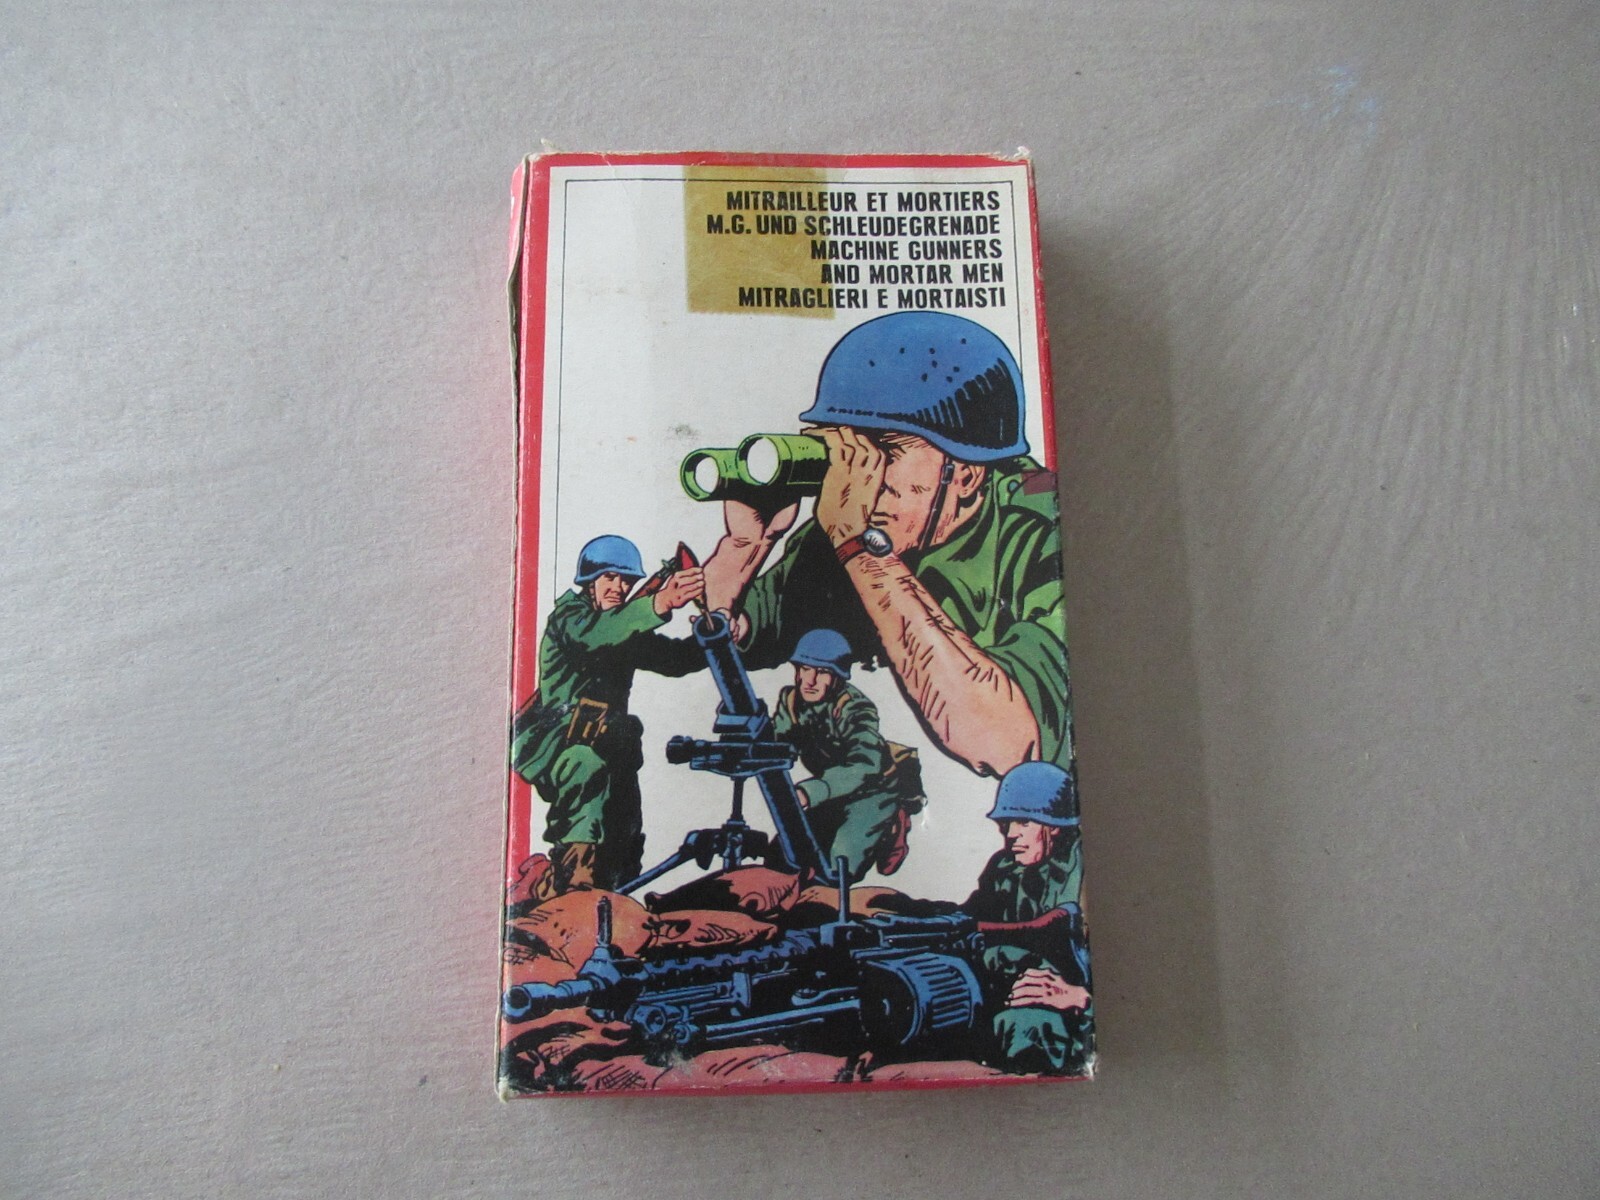 MITRAILLEUR ET MORTIERS
M.G. UND SCHLEUDEGRENADE
MACHINE GUNNERS
AND MORTAR MEN
MITRAGLIERI E MORTAISTI